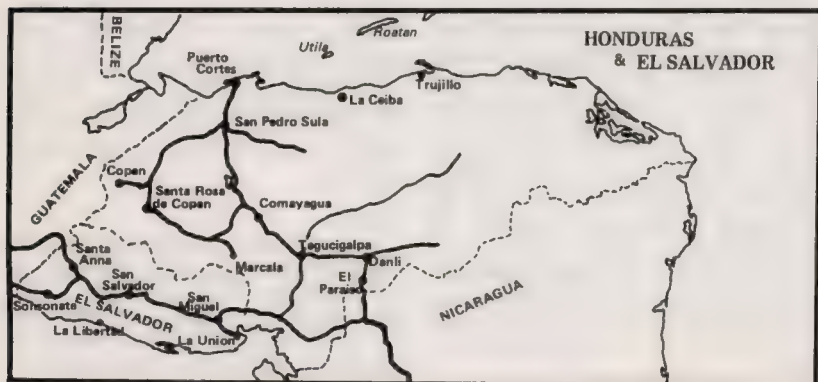 HONDURAS
& EL SALVADOR
BELIZE
Roatan
Utila
Puerto
Cortes
Trujillo
La Ceiba
San Pedro Sula
GUATEMALA
Copan
Santa Rosa
de Copan
Comayagua
Tegucigalpa
Danli
Marcala
El
Paraiso
NICARAGUA
Santa
Anna
San
Salvador
San
Miguel
Sonsonate
EL SALVADOR
La Libertad
La Union